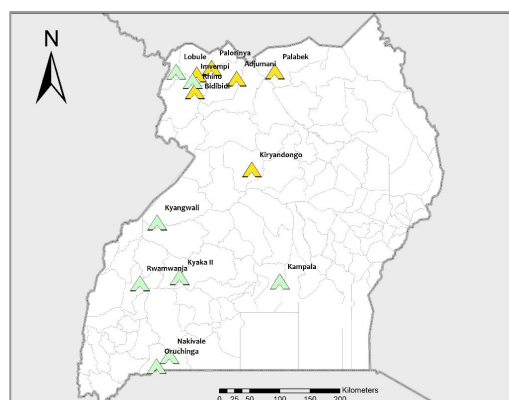 N
Palorinya
Lobule
Adjumani
Palabek
Imvempi
Rhino
Bidibidi
Kiryandongo
Kyangwali
Kyaka II
Rwamwanja
Kampala
Nakivale
Oruchinga
Kilometers
0 25 50 100 150 200